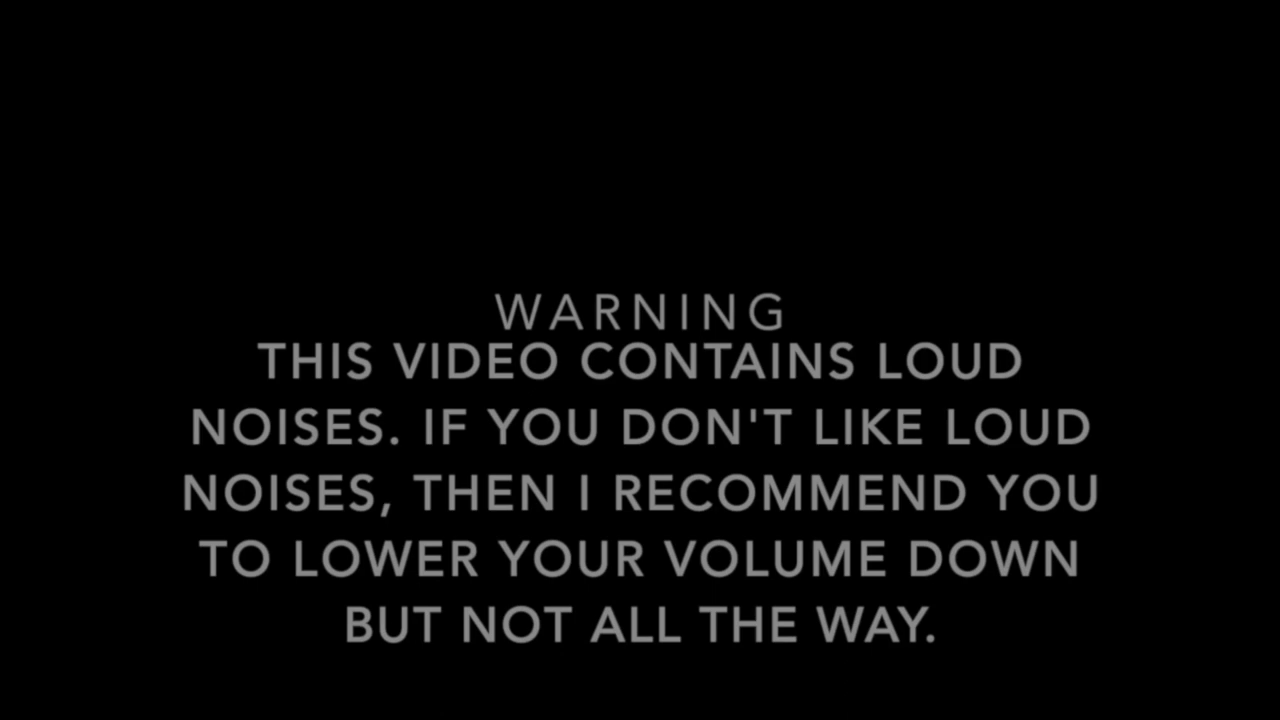 WARNING
THIS VIDEO CONTAINS LOUD
NOISES. IF YOU DON'T LIKE LOUD
NOISES, THEN I RECOMMEND YOU
TO LOWER YOUR VOLUME DOWN
BUT NOT ALL THE WAY.